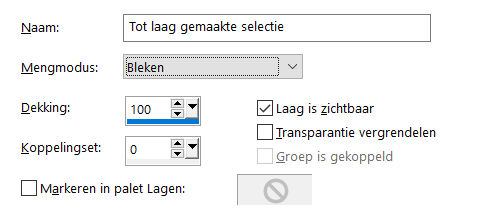 Naam: Tot laag gemaakte selectie
Mengmodus: Bleken
Dekking: 100
Laag is zichtbaar
Transparantie vergrendelen
Koppelingset: 0
Groep is gekoppeld
Markeren in palet Lagen: